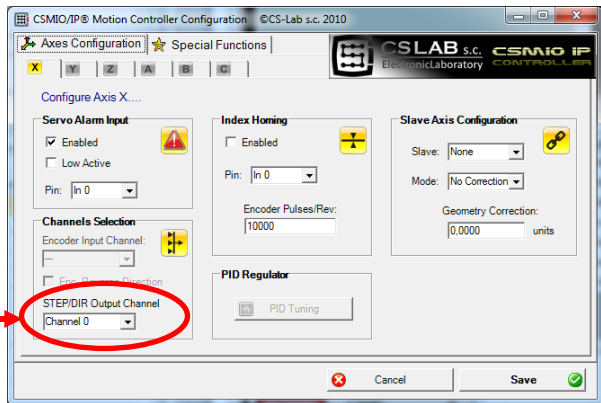 CSMIO/IP® Motion Controller Configuration ©CS-Lab s.c. 2010
Axes Configuration
Special Functions
CSLAB s.c.
ElectronicLaboratory
CSMIO IP
CONTROLLER
X Y Z A B C
Configure Axis X....
Servo Alarm Input
Enabled
Low Active
Pin: In 0
Channels Selection
Encoder Input Channel:
---
Enc. Reverse Direction
STEP/DIR Output Channel
Channel 0
Index Homing
Enabled
Pin: In 0
Encoder Pulses/Rev:
10000
PID Regulator
PID Tuning
Slave Axis Configuration
Slave: None
Mode: No Correction
Geometry Correction:
0,0000 units
Cancel
Save